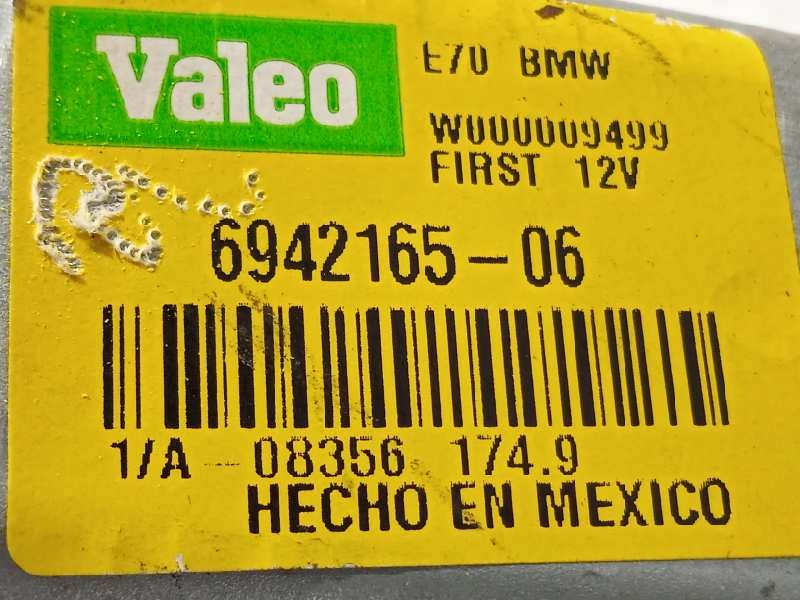 Valeo
E70 BMW
W000009499
FIRST 12V
6942165-06
1/A 08356 174.9
HECHO EN MEXICO